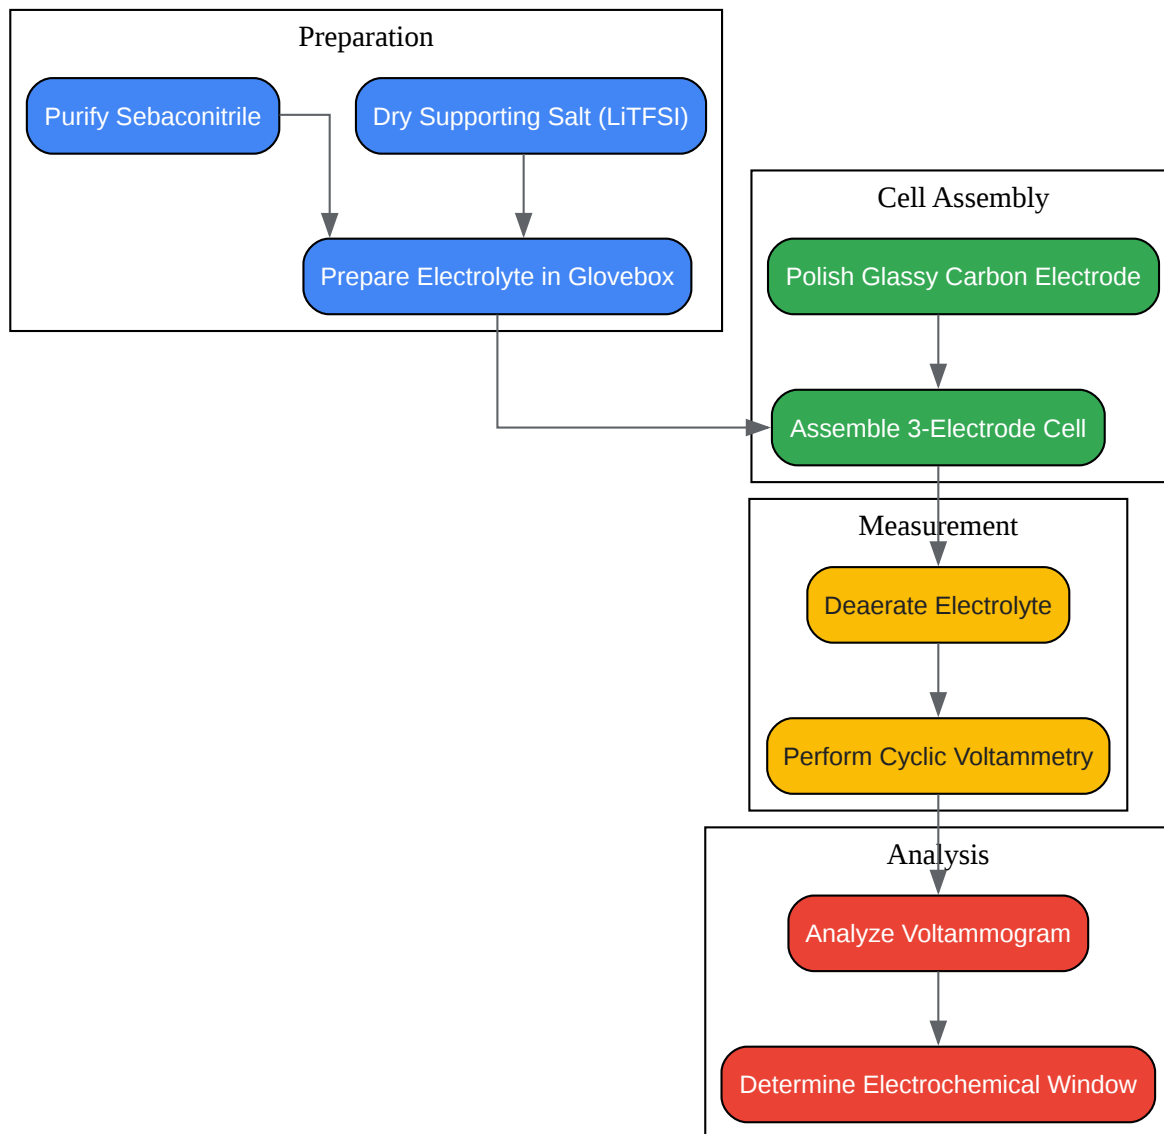 Preparation
Purify Sebaconitrile
Dry Supporting Salt (LiTFSI)
Prepare Electrolyte in Glovebox
Cell Assembly
Polish Glassy Carbon Electrode
Assemble 3-Electrode Cell
Measurement
Deaerate Electrolyte
Perform Cyclic Voltammetry
Analysis
Analyze Voltammogram
Determine Electrochemical Window